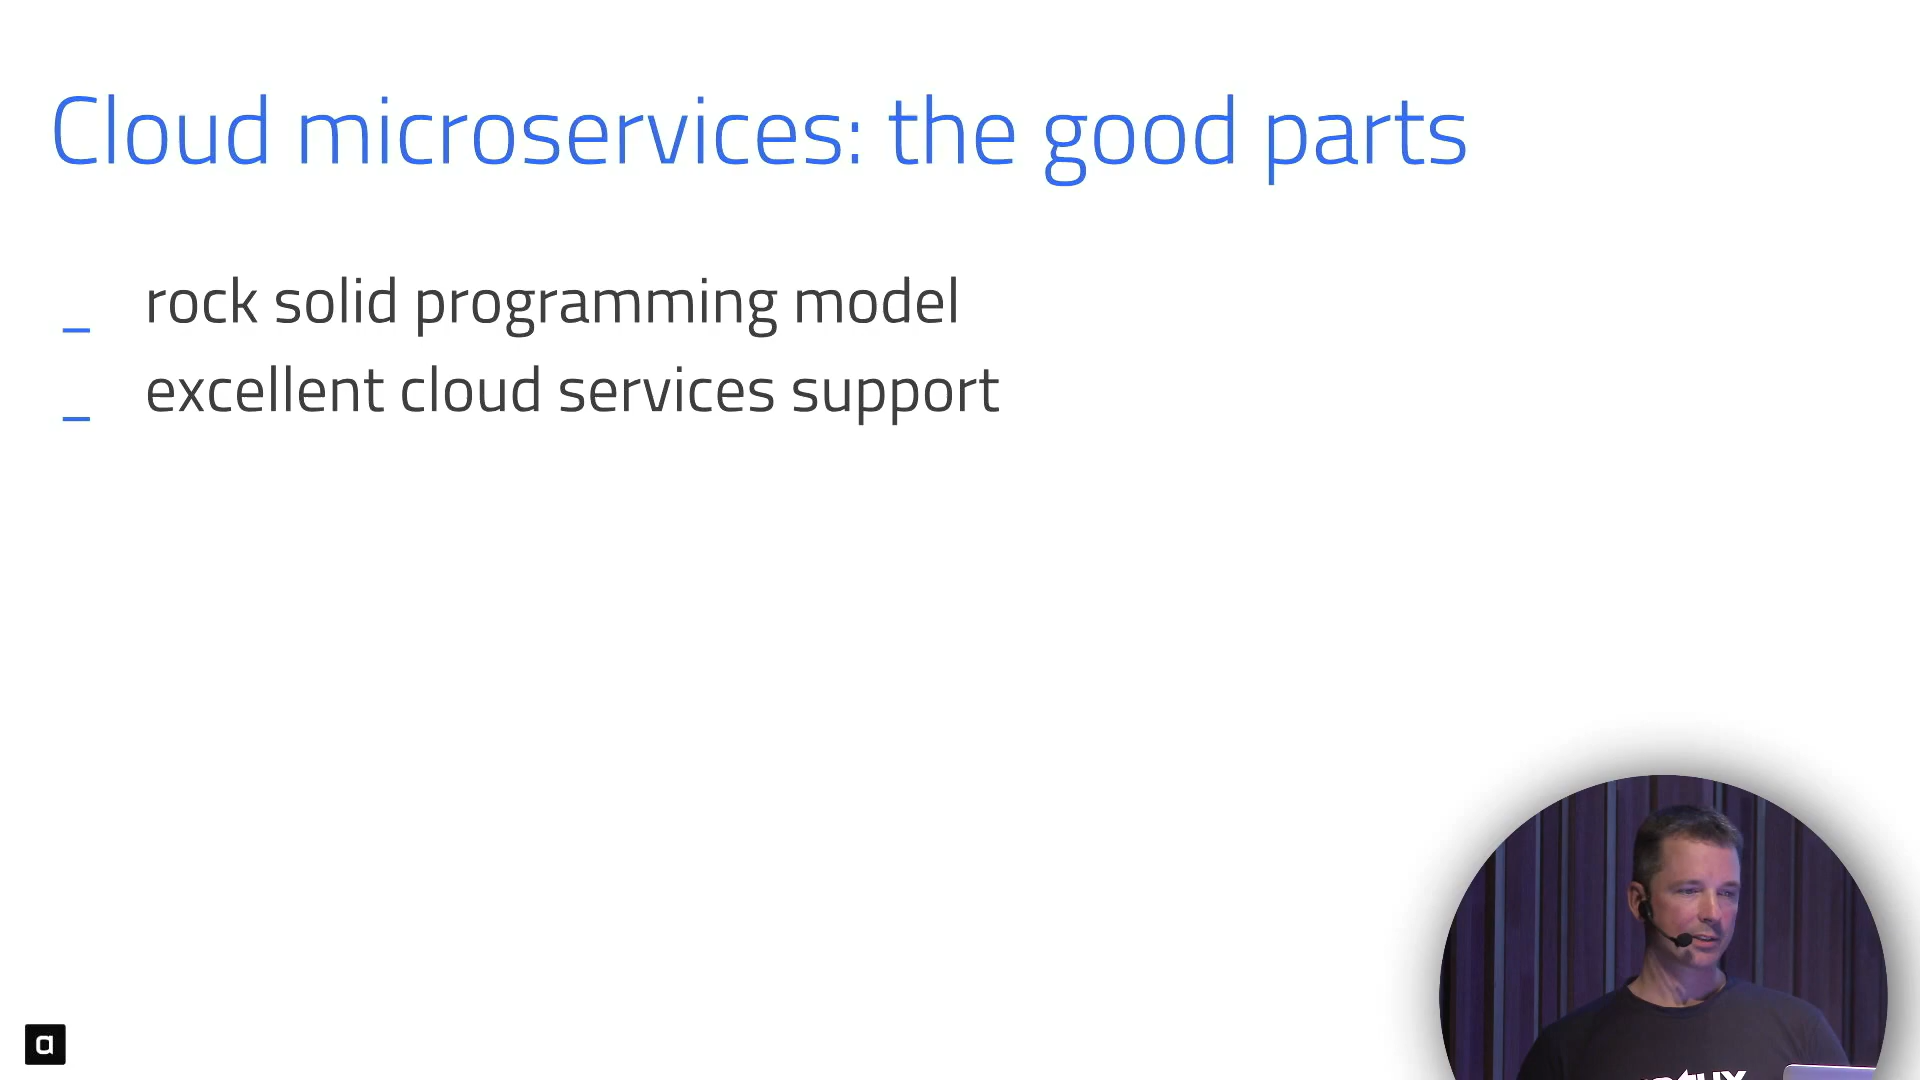 Cloud microservices: the good parts
_ rock solid programming model
_ excellent cloud services support
a